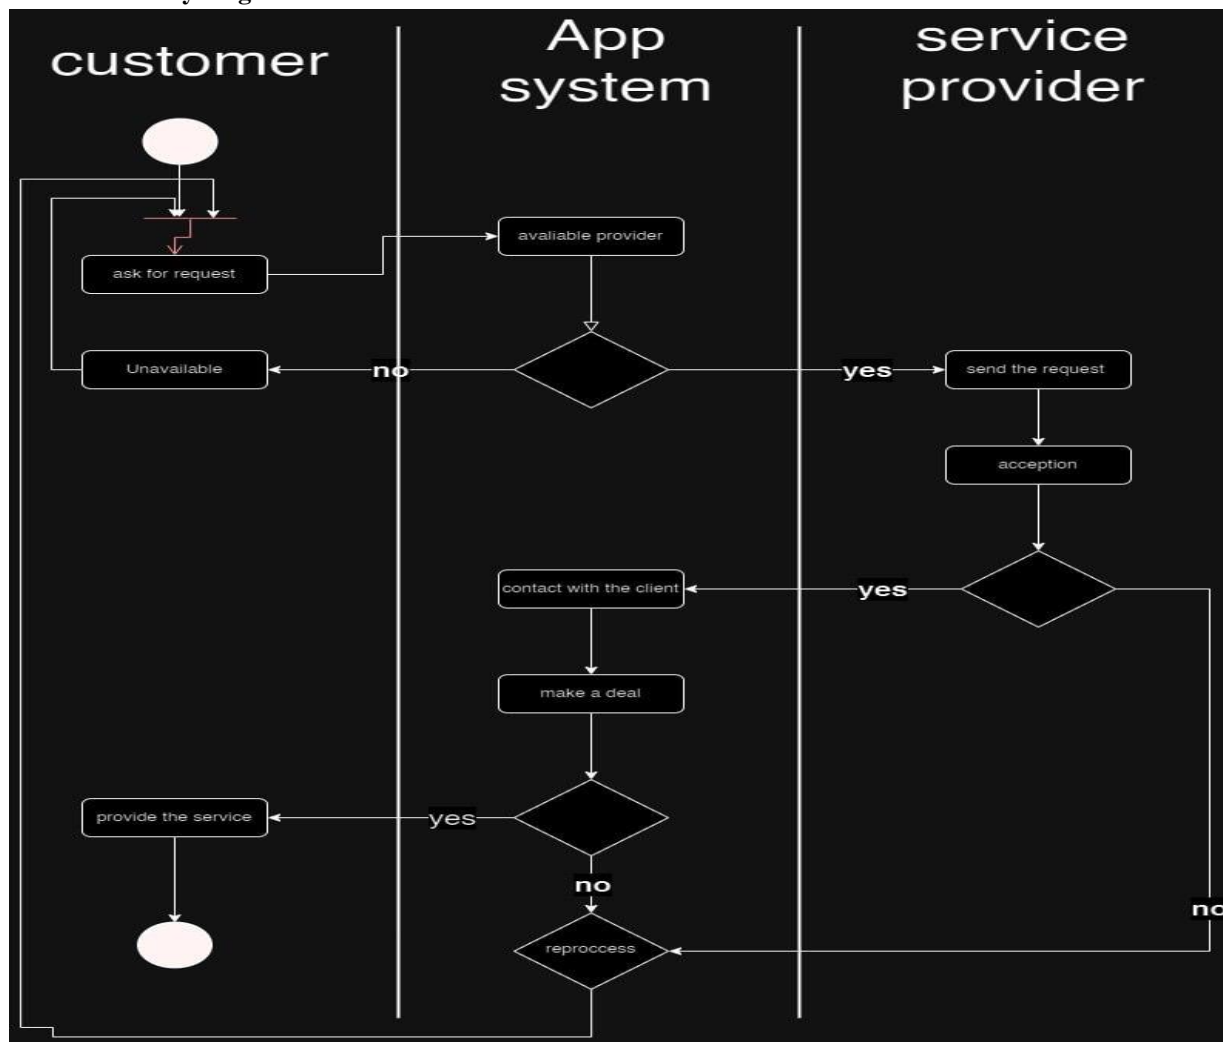 customer
App
system
service
provider
avaliable provider
ask for request
Unavailable
no
yes
send the request
acception
contact with the client
yes
make a deal
provide the service
yes
no
no
reproccess